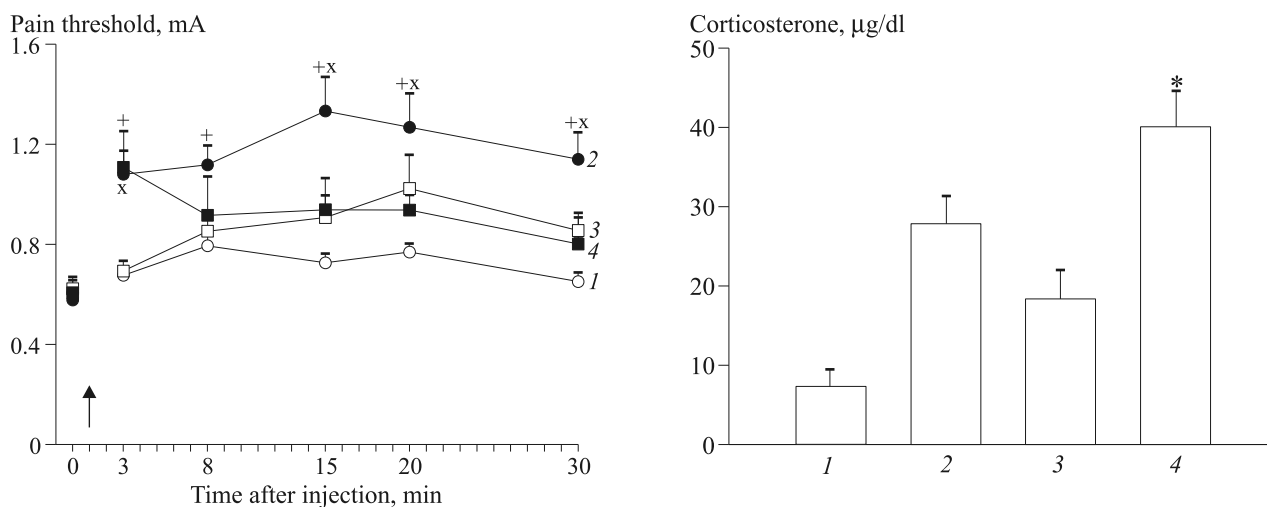 Pain threshold, mA
1.6
1.2
0.8
0.4
0
+
x
+
+x
+x
+x
2
3
4
1
0 3 8 15 20 30
Time after injection, min
Corticosterone, μg/dl
50
40
30
20
10
0
*
1 2 3 4